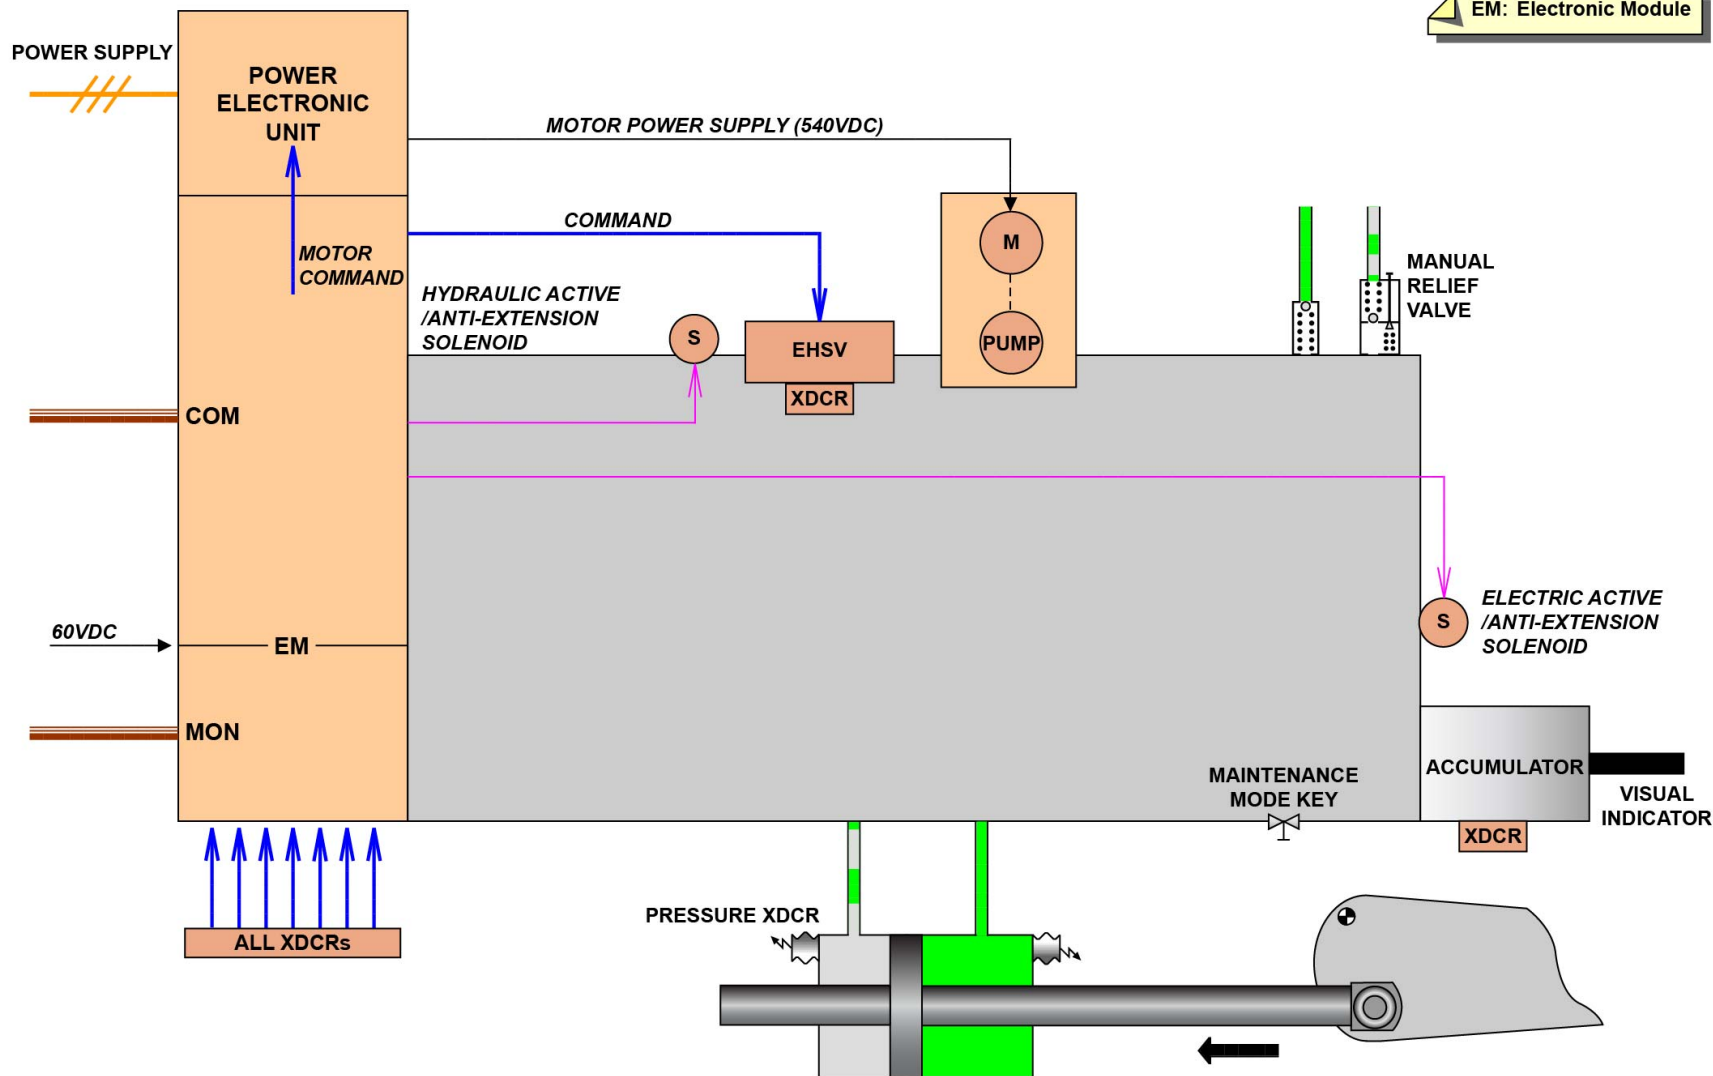 EM: Electronic Module
POWER SUPPLY
POWER
ELECTRONIC
UNIT
MOTOR POWER SUPPLY (540VDC)
COMMAND
MOTOR
COMMAND
M
PUMP
MANUAL
RELIEF
VALVE
HYDRAULIC ACTIVE
/ANTI-EXTENSION
SOLENOID
S
EHSV
XDCR
COM
ELECTRIC ACTIVE
/ANTI-EXTENSION
SOLENOID
S
60VDC
EM
MON
MAINTENANCE
MODE KEY
ACCUMULATOR
VISUAL
INDICATOR
XDCR
PRESSURE XDCR
ALL XDCRs